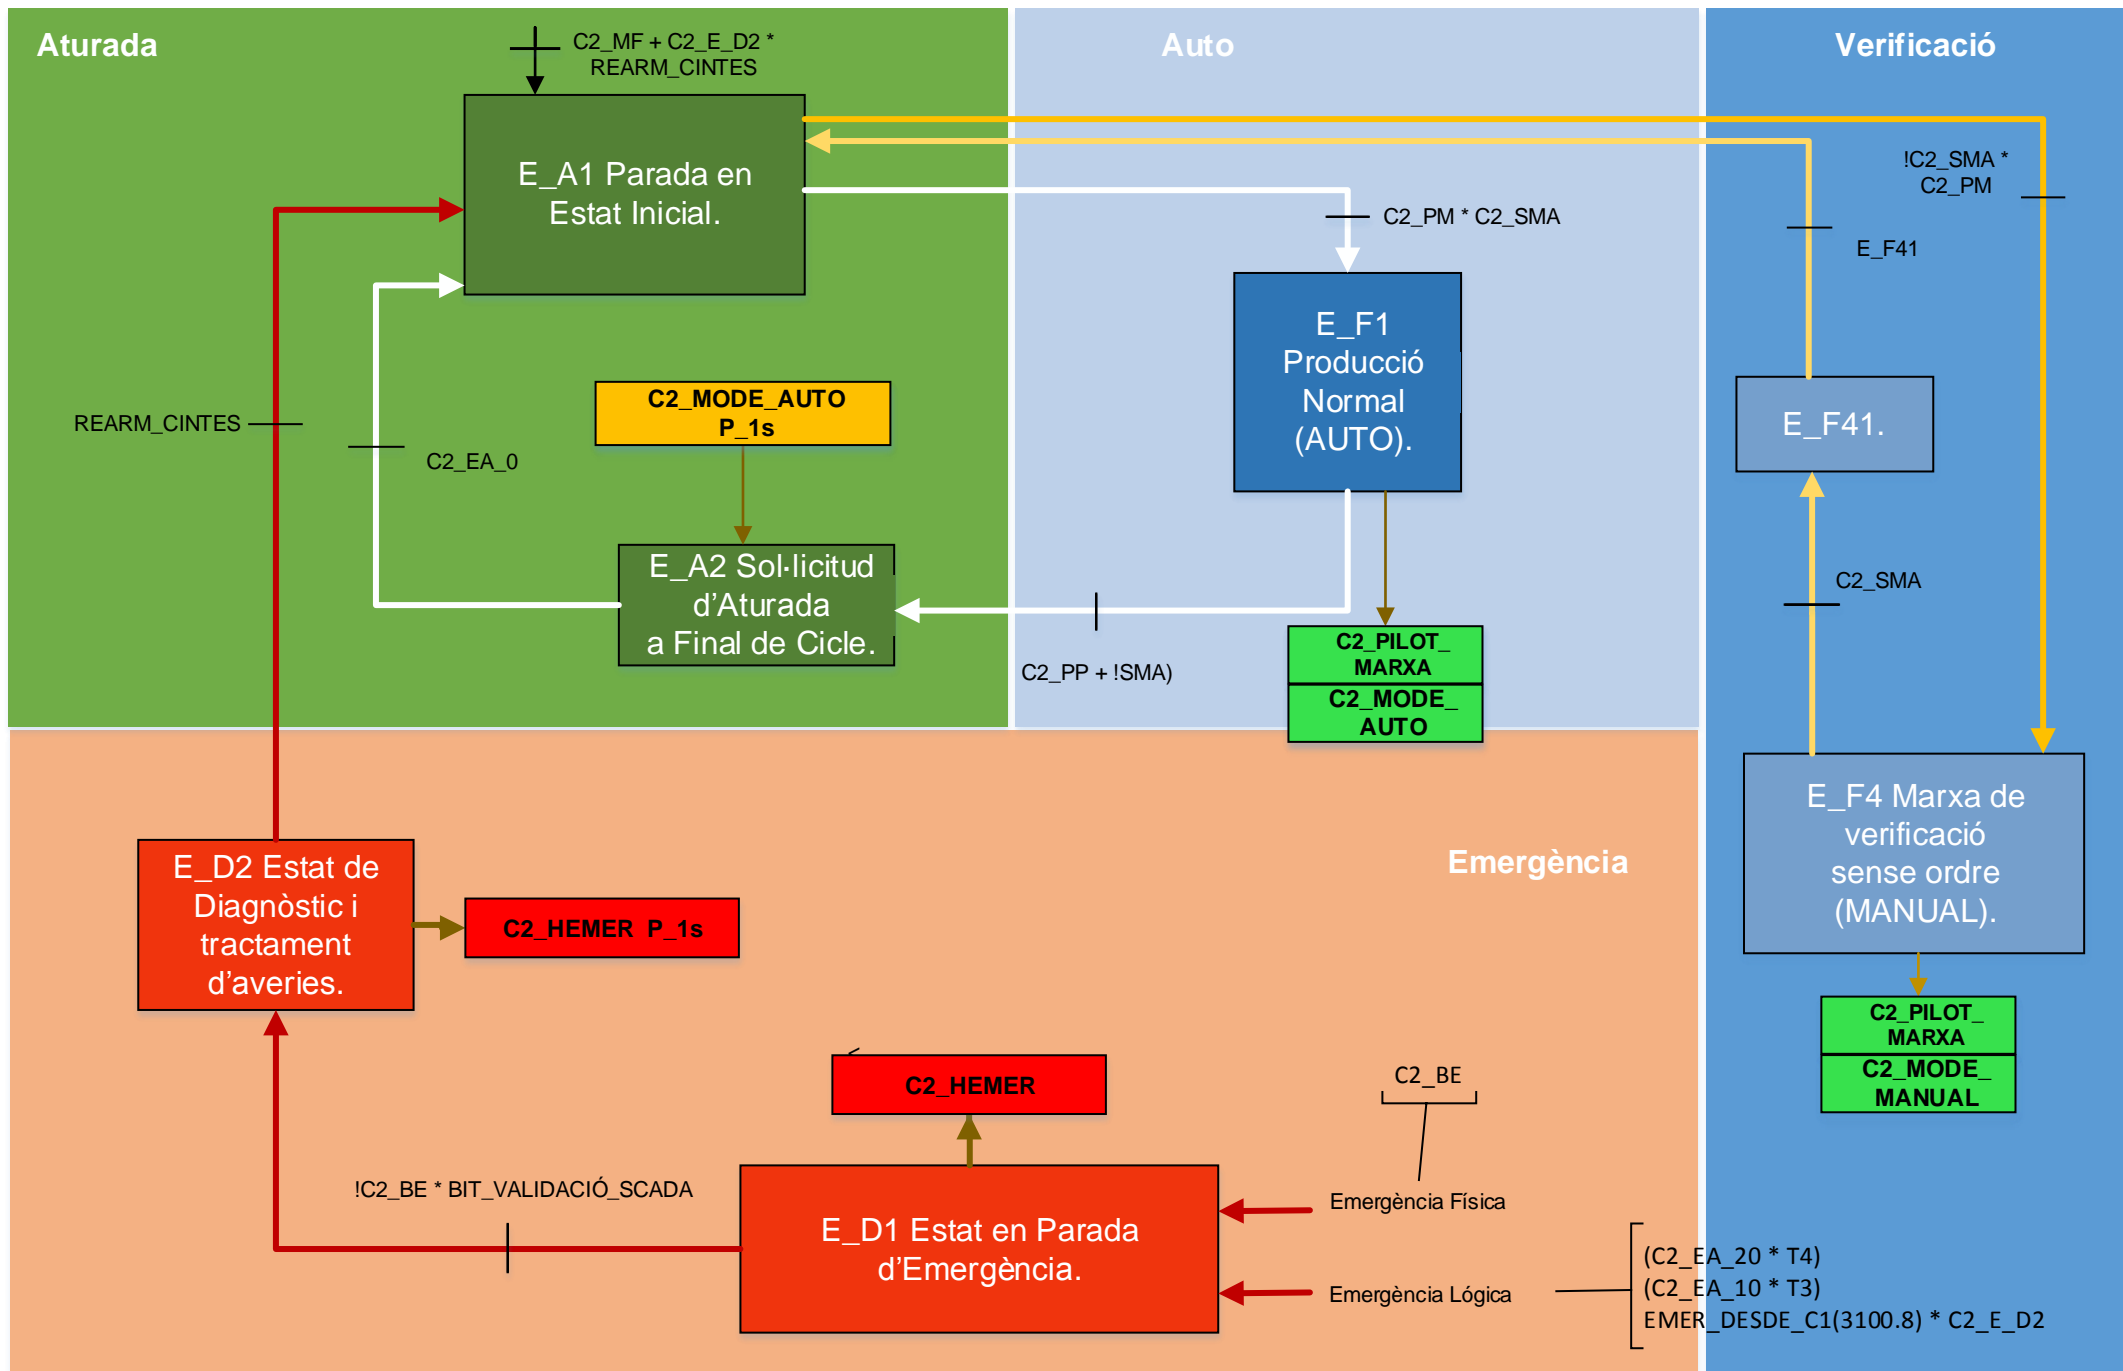 Aturada
C2_MF + C2_E_D2 *
REARM_CINTES
Auto
Verificació
E_A1 Parada en
Estat Inicial.
!C2_SMA *
C2_PM
C2_PM * C2_SMA
E_F41
E_F1
Producció
Normal
(AUTO).
C2_MODE_AUTO
P_1s
REARM_CINTES
C2_EA_0
E_F41.
E_A2 Sol·licitud
d’Aturada
a Final de Cicle.
C2_SMA
C2_PP + !SMA)
C2_PILOT_
MARXA
C2_MODE_
AUTO
E_F4 Marxa de
verificació
sense ordre
(MANUAL).
Emergència
E_D2 Estat de
Diagnòstic i
tractament
d’averies.
C2_HEMER P_1s
C2_PILOT_
MARXA
C2_MODE_
MANUAL
<
C2_HEMER
C2_BE
!C2_BE * BIT_VALIDACIÓ_SCADA
E_D1 Estat en Parada
d’Emergència.
Emergència Física
Emergència Lógica
(C2_EA_20 * T4)
(C2_EA_10 * T3)
EMER_DESDE_C1(3100.8) * C2_E_D2